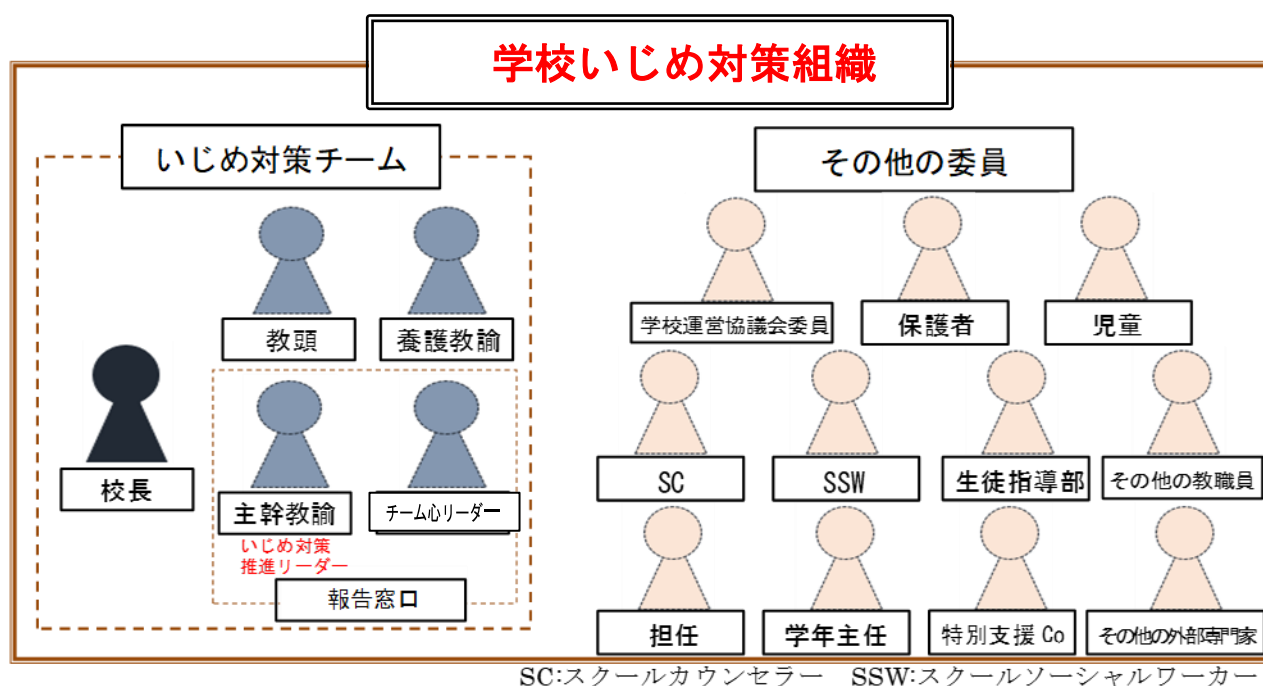 学校いじめ対策組織
いじめ対策チーム
教頭
養護教諭
校長
主幹教諭
チーム心リーダー
いじめ対策
推進リーダー
報告窓口
その他の委員
学校運営協議会委員
保護者
児童
SC
SSW
生徒指導部
その他の教職員
担任
学年主任
特別支援 Co
その他の外部専門家
SC:スクールカウンセラー　SSW:スクールソーシャルワーカー